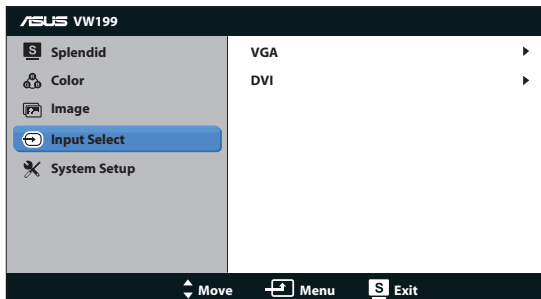 ASUS VW199
S Splendid
Color
Image
Input Select
System Setup
VGA
DVI
Move Menu S Exit